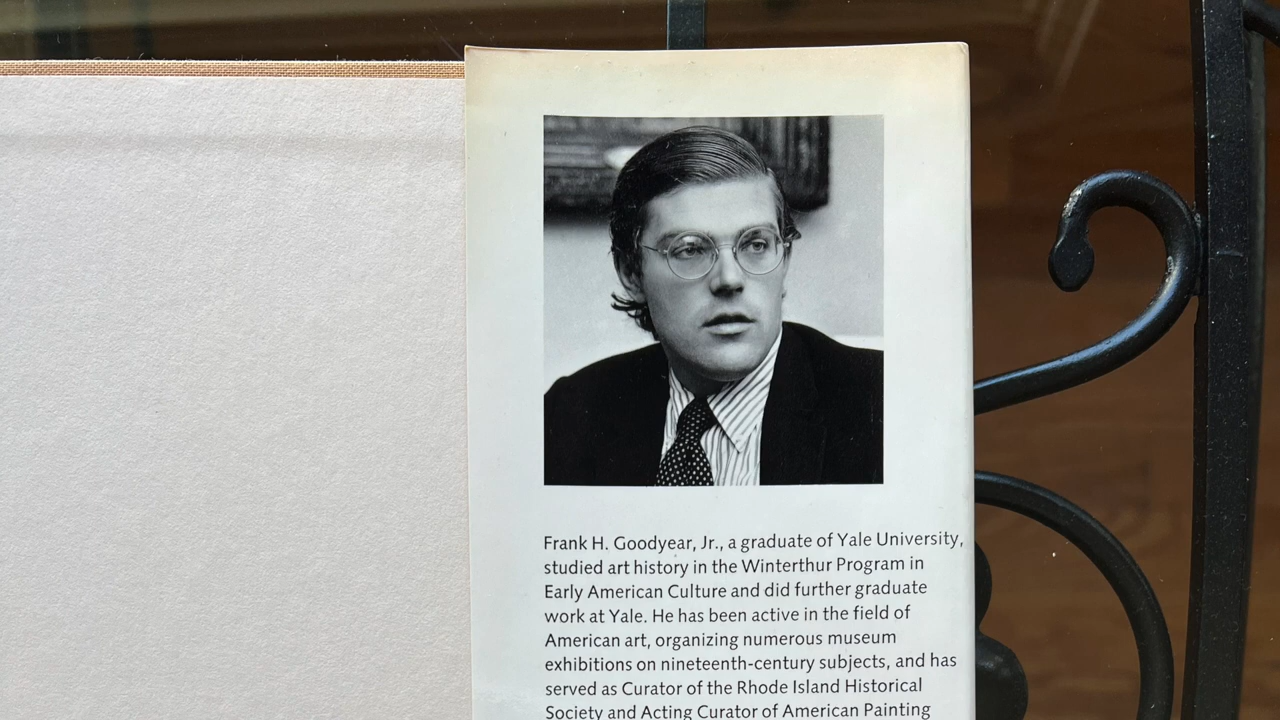 Frank H. Goodyear, Jr., a graduate of Yale University,
studied art history in the Winterthur Program in
Early American Culture and did further graduate
work at Yale. He has been active in the field of
American art, organizing numerous museum
exhibitions on nineteenth-century subjects, and has
served as Curator of the Rhode Island Historical
Society and Acting Curator of American Painting